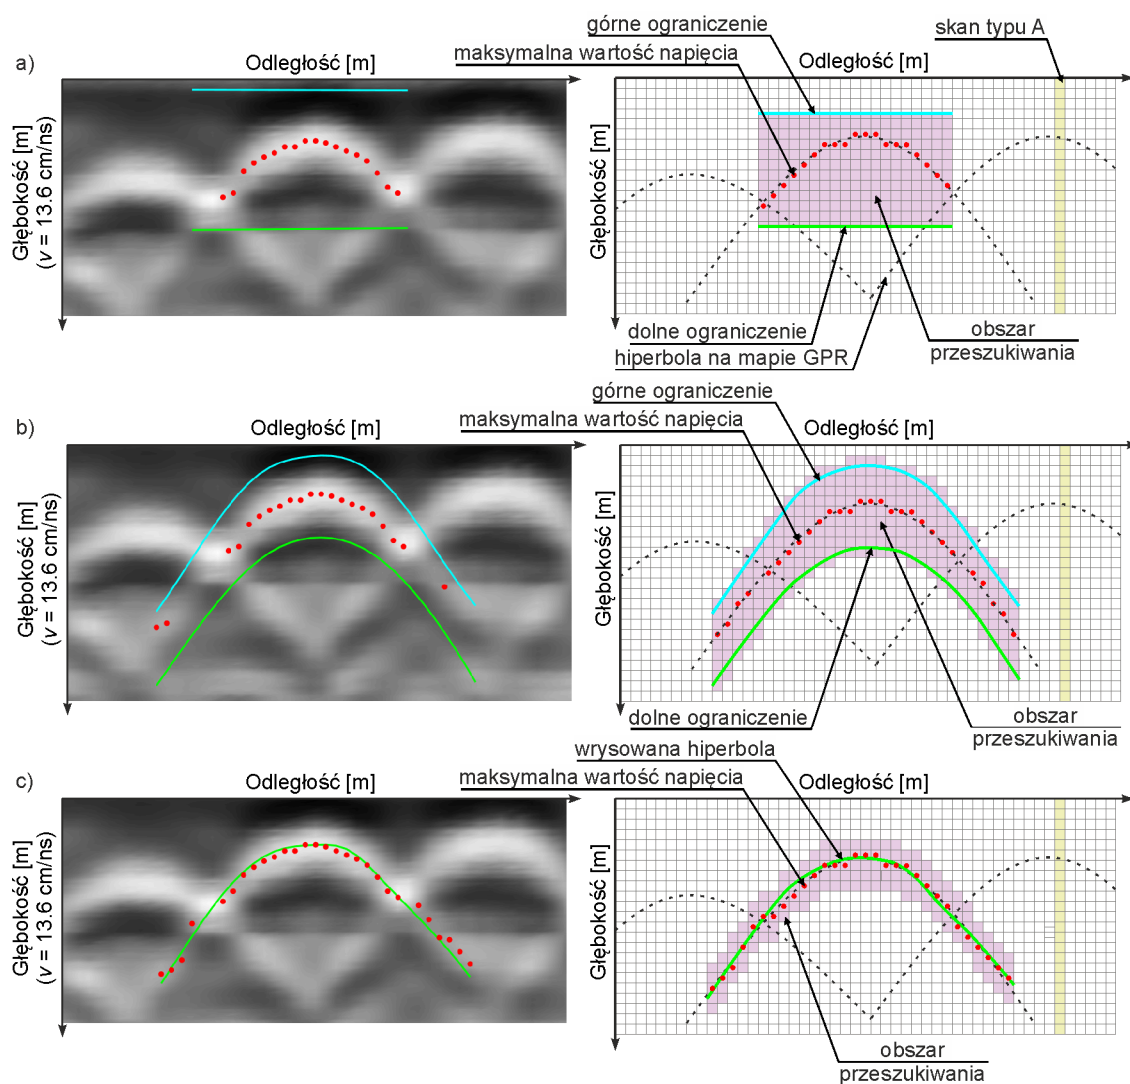 górne ograniczenie
skan typu A
maksymalna wartość napięcia
a)
Odległość [m]
Odległość [m]
Głębokość [m]
(v = 13.6 cm/ns)
Głębokość [m]
dolne ograniczenie
obszar
hiperbola na mapie GPR
przeszukiwania
górne ograniczenie
maksymalna wartość napięcia
b)
Odległość [m]
Odległość [m]
Głębokość [m]
(v = 13.6 cm/ns)
Głębokość [m]
dolne ograniczenie
obszar
przeszukiwania
wrysowana hiperbola
maksymalna wartość napięcia
c)
Odległość [m]
Odległość [m]
Głębokość [m]
(v = 13.6 cm/ns)
Głębokość [m]
obszar
przeszukiwania